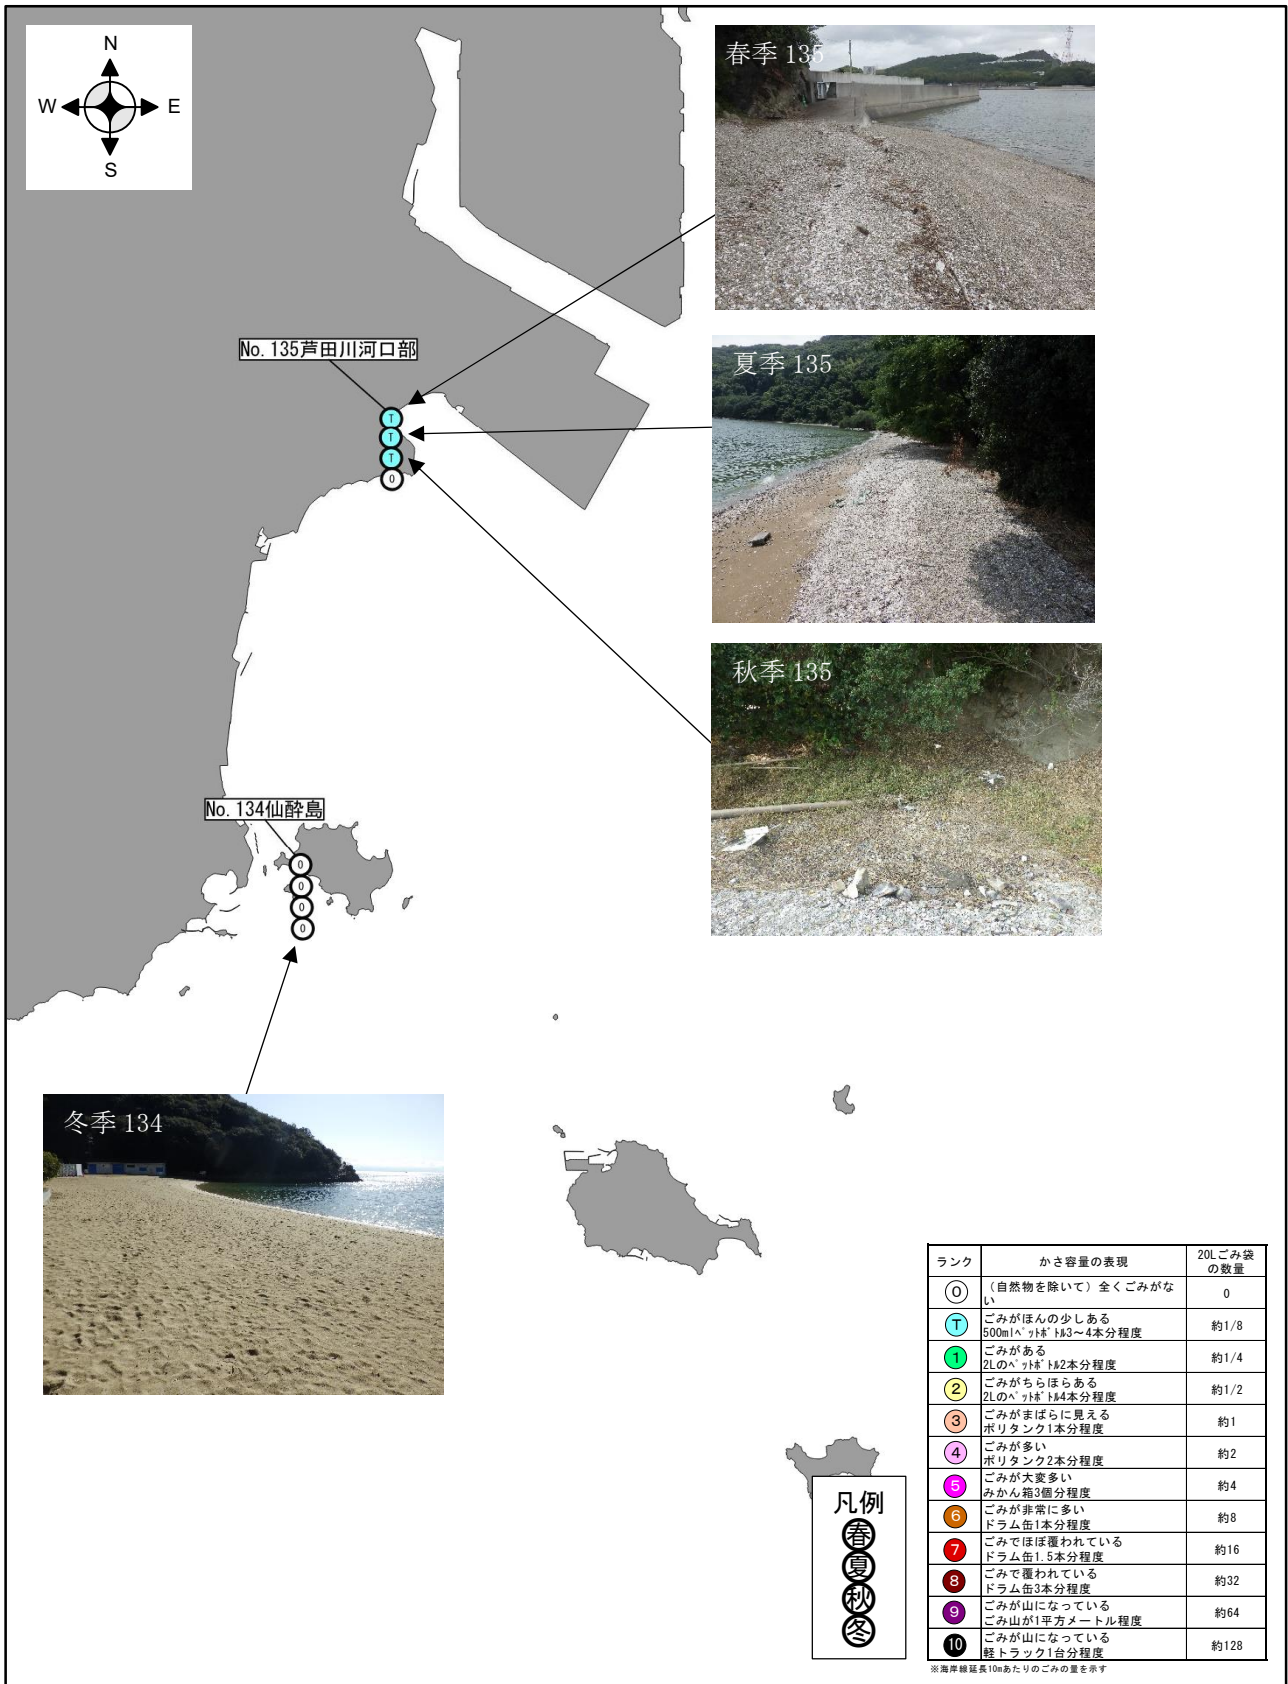 N
W
E
S
春季 135
夏季 135
秋季 135
冬季 134
No.135芦田川河口部
T
T
T
0
No.134仙酔島
0
0
0
0
凡例
春
夏
秋
冬
ランク かさ容量の表現 20Lごみ袋
の数量
0 (自然物を除いて)全くごみがな
い 0
T ごみがほんの少しある
500mlペットボトル3~4本分程度 約1/8
1 ごみがある
2Lのペットボトル2本分程度 約1/4
2 ごみがちらほらある
2Lのペットボトル4本分程度 約1/2
3 ごみがまばらに見える
ポリタンク1本分程度 約1
4 ごみが多い
ポリタンク2本分程度 約2
5 ごみが大変多い
みかん箱3個分程度 約4
6 ごみが非常に多い
ドラム缶1本分程度 約8
7 ごみでほぼ覆われている
ドラム缶1.5本分程度 約16
8 ごみで覆われている
ドラム缶3本分程度 約32
9 ごみが山になっている
ごみ山が1平方メートル程度 約64
10 ごみが山になっている
軽トラック1台分程度 約128
※海岸線延長10mあたりのごみの量を示す